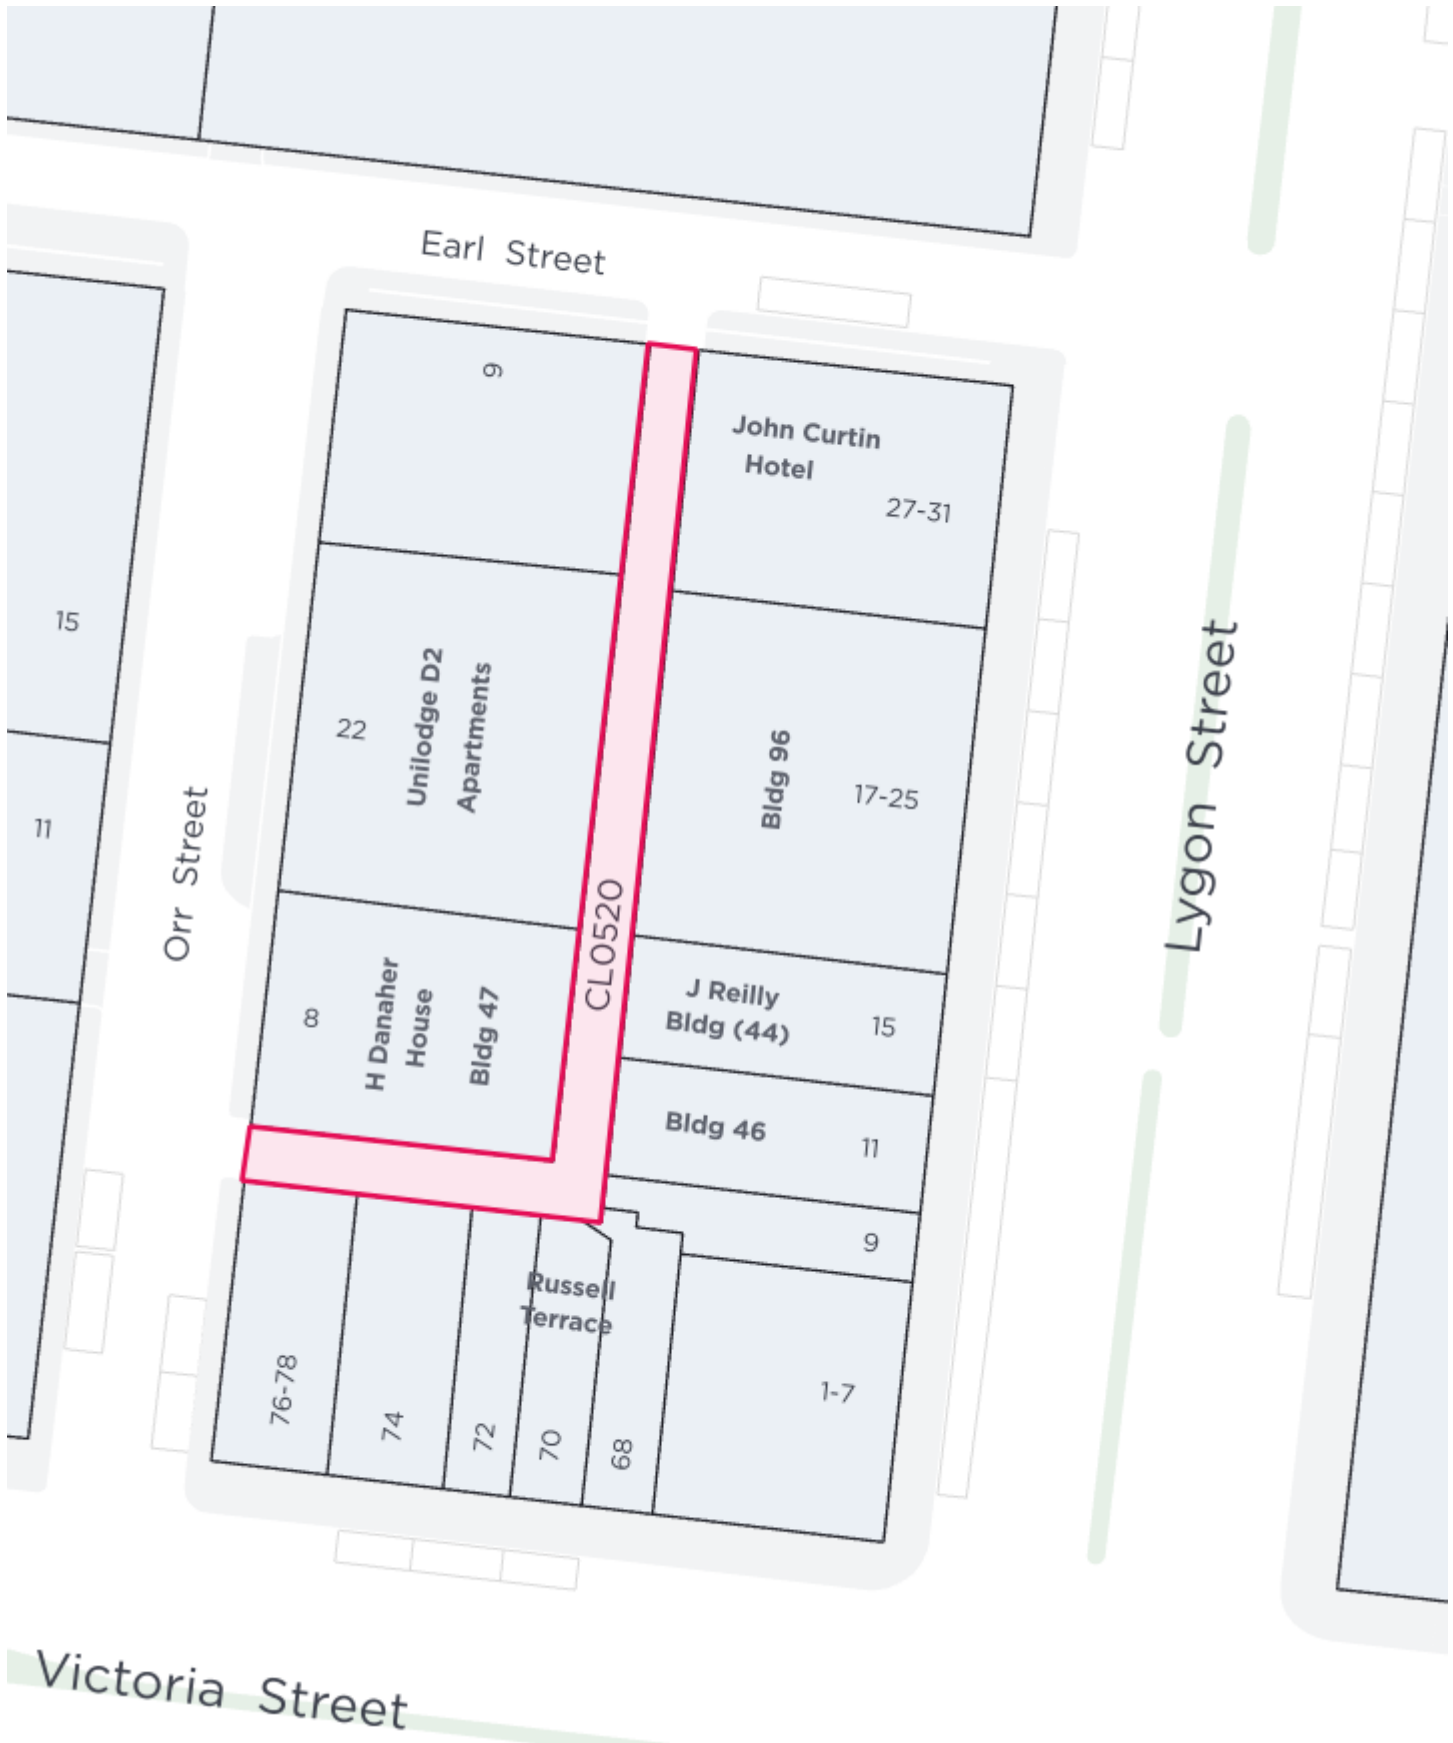 Earl Street
9
John Curtin
Hotel
27-31
15
22
Unilodge D2
Apartments
Bldg 96
17-25
Lygon Street
11
Orr Street
CL0520
8
H Danaher
House
Bldg 47
J Reilly
Bldg (44)
15
Bldg 46
11
9
Russell
Terrace
76-78
74
72
70
68
1-7
Victoria Street